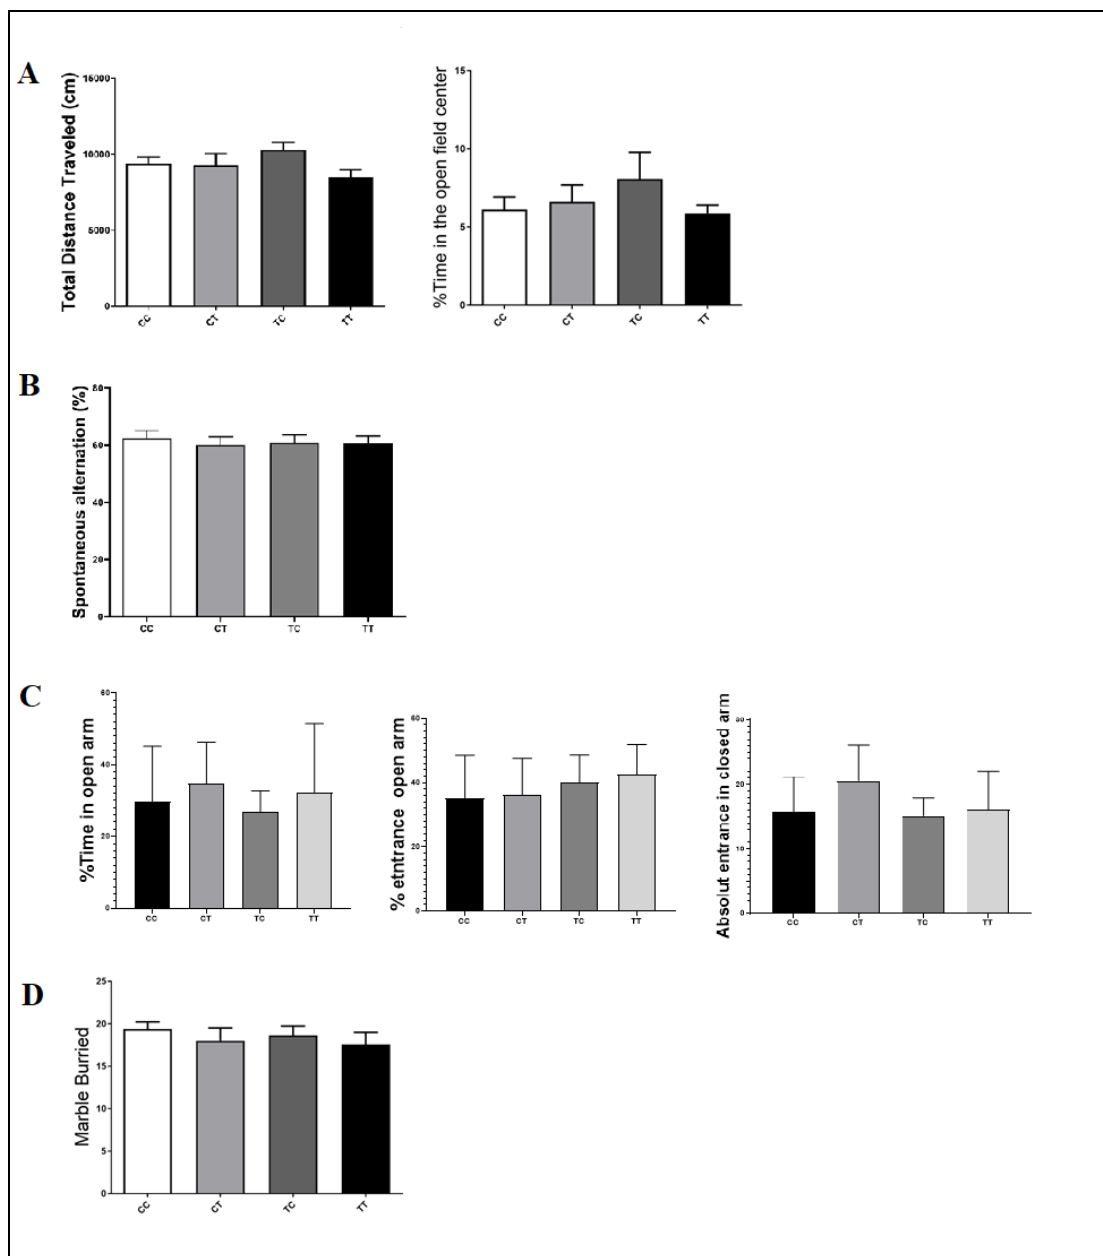 A
Total Distance Traveled (cm)
15000
10000
5000
0
CC
CT
TC
TT
%Time in the open field center
15
10
5
0
CC
CT
TC
TT
B
Spontaneous alternation (%)
80
60
40
20
0
CC
CT
TC
TT
C
%Time in open arm
60
40
20
0
CC
CT
TC
TT
% etntrance open arm
60
40
20
0
CC
CT
TC
TT
Absolut entrance in closed arm
30
20
10
0
CC
CT
TC
TT
D
Marble Burried
25
20
15
10
5
0
CC
CT
TC
TT